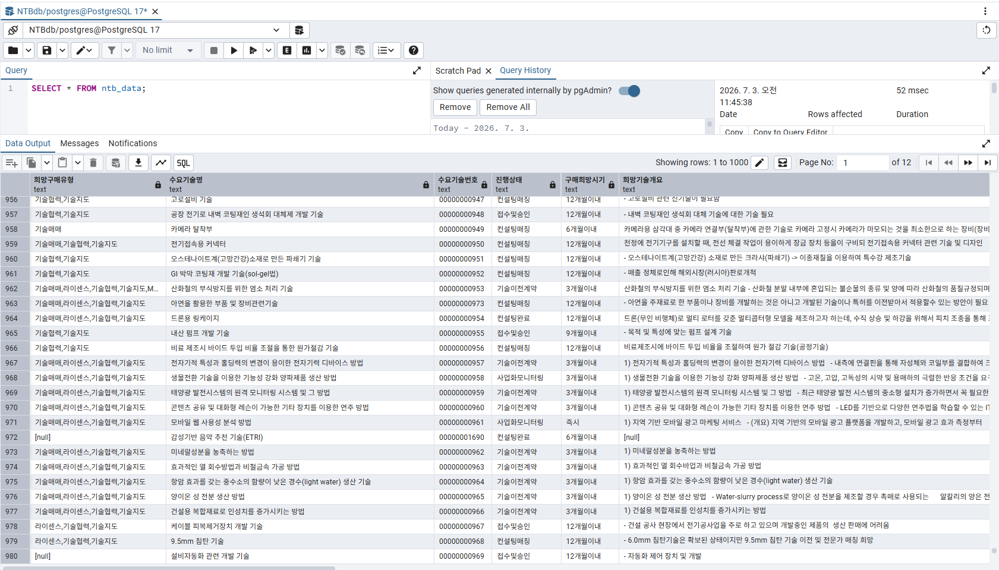 NTBdb/postgres@PostgreSQL 17*
NTBdb/postgres@PostgreSQL 17
No limit
Query
Scratch Pad
Query History
1
SELECT * FROM ntb_data;
Show queries generated internally by pgAdmin?
Remove
Remove All
Today - 2026. 7. 3.
2026. 7. 3. 오전 11:45:38
52 msec
Date
Rows affected
Duration
Copy
Copy to Query Editor
Data Output
Messages
Notifications
SQL
Showing rows: 1 to 1000
Page No: 1 of 12
희망구매유형 text 수요기술명 text 수요기술번호 text 진행상태 text 구매희망시기 text 희망기술개요 text
956 기술협력,기술지도 고로설비 기술 00000000947 컨설팅매칭 12개월이내 - 고로설비 관련 신기술이 필요함
957 기술협력,기술지도 공장 전기로 내벽 코팅재인 생석회 대체제 개발 기술 00000000948 접수및승인 12개월이내 - 내벽 코팅재인 생석회 대체 기술에 대한 기술 필요
958 기술매매 카메라 탈착부 00000000949 컨설팅매칭 6개월이내 카메라용 삼각대 중 카메라 연결부(탈착부)에 관한 기술로 카메라 고정시 카메라가 마모되는 것을 최소한으로 하는 장비(장비
959 기술매매,기술협력,기술지도 전기접속용 커넥터 00000000950 컨설팅매칭 12개월이내 천정에 전기기구를 설치할 때, 전선 체결 작업이 용이하게 장금 장치 등을이 구비되 전기접속용 커넥터 관련 기술 및 디자인
960 기술협력,기술지도 오스테나이트계(고망간강)소재로 만든 파쇄기 기술 00000000951 컨설팅매칭 12개월이내 - 오스테나이트계(고망간강) 소재로 만든 크라샤(파쇄기) -> 이종재질을 이용하여 특수강 제조기술
961 기술협력,기술지도 GI 박막 코팅재 개발 기술(sol-gel법) 00000000952 컨설팅매칭 12개월이내 - 매출 정체로인해 해외시장(러시아)판로개척
962 기술매매,라이센스,기술협력,기술지도,M... 산화철의 부식방지를 위한 염소 처리 기술 00000000953 기술이전계약 3개월이내 산화철의 부식방지를 위한 염소 처리 기술 - 산화철 분말 내부에 혼입되는 불순물의 종류 및 양에 따라 산화철의 품질규정되며
963 기술매매,라이센스,기술협력,기술지도 아연을 활용한 부품 및 장비관련기술 00000000973 컨설팅매칭 12개월이내 - 아연을 주재료로 한 부품이나 장비를 개발하는 것은 아니고 개발된 기술이나 특허를 이전받아서 적용할수 있는 방안이 필요
964 기술매매,라이센스,기술협력,기술지도 드론용 링케이지 00000000954 컨설팅완료 12개월이내 드론(무인 비행체)로 멀티 로터를 갖춘 멀티콥터형 모델을 제조하고자 하는데, 수직 상승 및 하강을 위해서 피치 조종을 통해
965 기술협력,기술지도 내산 펌프 개발 기술 00000000955 접수및승인 9개월이내 - 목적 및 특성에 맞는 펌프 설계 기술
966 기술협력,기술지도 비료 제조시 바이드 투입 비율 조절을 통한 원가절감 기술 00000000956 컨설팅매칭 12개월이내 비료제조시에 바이드 투입 비율을 조절하여 원가 절감 기술(공정기술)
967 기술매매,라이센스,기술협력,기술지도 전자기적 특성과 홀딩력의 변경이 용이한 전자기력 디바이스 방법 00000000957 기술이전계약 3개월이내 1) 전자기적 특성과 홀딩력의 변경이 용이한 전자기력 디바이스 방법 - 내측에 연결핀을 통해 자성체와 코일부를 결합하여 크
968 기술매매,라이센스,기술협력,기술지도 생물전환 기술을 이용한 기능성 강화 양파제품 생산 방법 00000000958 사업화모니터링 3개월이내 1) 생물전환 기술을 이용한 기능성 강화 양파제품 생산 방법 - 고온, 고압, 고독성의 시약 및 용매하의 극렬한 반응 조건을 요구
969 기술매매,라이센스,기술협력,기술지도 태양광 발전시스템의 원격 모니터링 시스템 및 그 방법 00000000959 기술이전계약 3개월이내 1) 태양광 발전시스템의 원격 모니터링 시스템 및 그 방법 - 최근 태양광 발전 시스템의 중소형 설치가 증가하면서 꼭 필요한
970 기술매매,라이센스,기술협력,기술지도 콘텐츠 공유 및 대화형 레슨이 가능한 기타 장치를 이용한 연주 방법 00000000960 기술이전계약 3개월이내 1) 콘텐츠 공유 및 대화형 레슨이 가능한 기타 장치를 이용한 연주 방법 - LED를 기반으로 다양한 연주법을 학습할 수 있는 IT
971 기술매매,라이센스,기술협력,기술지도 모바일 웹 사용성 분석 방법 00000000961 사업화모니터링 즉시 1) 지역 기반 모바일 광고 마케팅 서비스 - (개요) 지역 기반의 모바일 광고 플랫폼을 개발하고, 모바일 광고 효과 측정부터
972 [null] 감성기반 음악 추천 기술(ETRI) 00000001690 컨설팅완료 6개월이내 [null]
973 기술매매,라이센스,기술협력,기술지도 미네랄성분을 농축하는 방법 00000000962 기술이전계약 3개월이내 1) 미네랄성분을 농축하는 방법
974 기술매매,라이센스,기술협력,기술지도 효과적인 열 회수방법과 비철금속 가공 방법 00000000963 기술이전계약 3개월이내 1) 효과적인 열 회수바업과 비철금속 가공 방법
975 기술매매,라이센스,기술협력,기술지도 항암 효과를 갖는 중수소의 함량이 낮은 경수(light water) 생산 기술 00000000964 기술이전계약 3개월이내 1) 항암 효과를 갖는 중수소의 함량이 낮은 경수(light water) 생산 기술
976 기술매매,라이센스,기술협력,기술지도 양이온 성 전분 생산 방법 00000000965 기술이전계약 3개월이내 1) 양이온 성 전분 생산 방법 - Water-slurry process로 양이온 성 전분을 제조할 경우 촉매로 사용되는 알칼리의 양은 전
977 기술매매,라이센스,기술협력,기술지도 건설용 복합재료로 인성치를 증가시키는 방법 00000000966 기술이전계약 3개월이내 1) 건설용 복합재료를 인성치를 증가시키는 방법
978 라이센스,기술협력,기술지도 케이블 피복제거장치 개발 기술 00000000967 접수및승인 12개월이내 - 건설 공사 현장에서 전기공사업을 주로 하고 있으며 개발중인 제품의 생산 판매에 어려움
979 라이센스,기술협력,기술지도 9.5mm 침탄 기술 00000000968 컨설팅매칭 12개월이내 - 6.0mm 침탄기술은 확보된 상태이지만 9.5mm 침탄 기술 이전 및 전문가 매칭 희망
980 [null] 설비자동화 관련 개발 기술 00000000969 접수및승인 12개월이내 - 자동화 제어 장치 및 개발